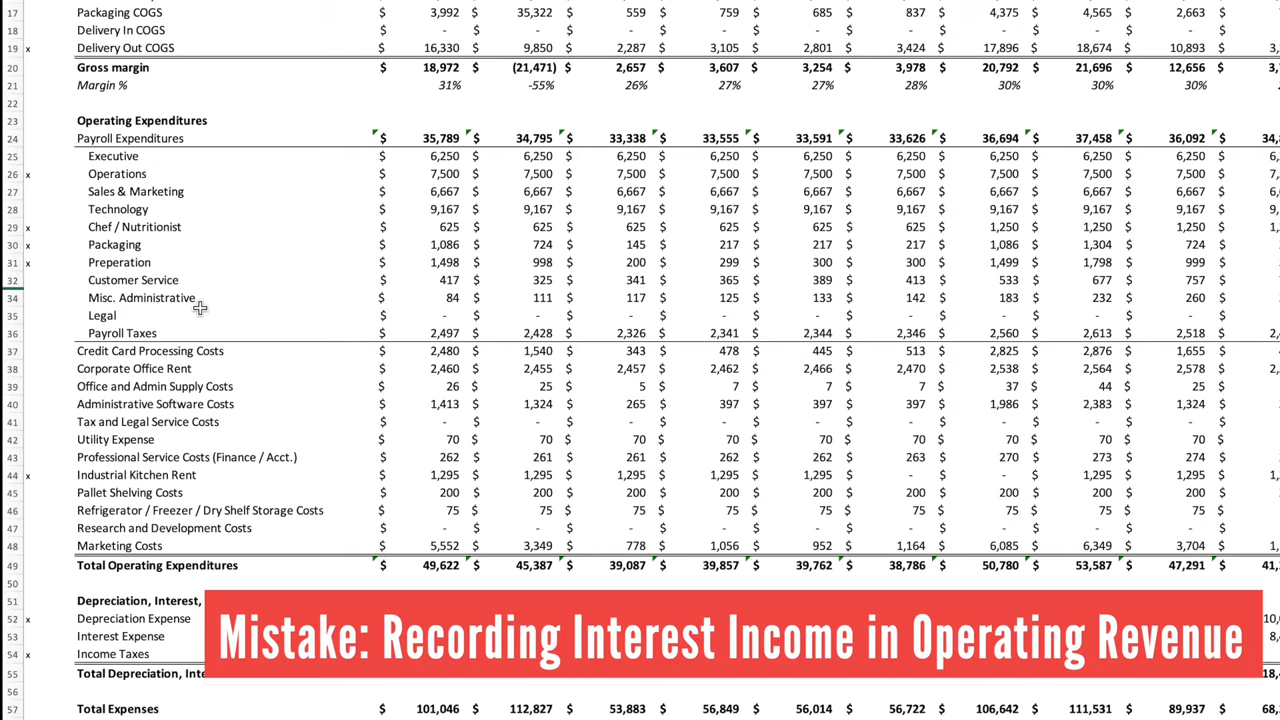 17 Packaging COGS $ 3,992 $ 35,322 $ 559 $ 759 $ 685 $ 837 $ 4,375 $ 4,565 $ 2,663 $
18 Delivery In COGS $ - $ - $ - $ - $ - $ - $ - $ - $ - $
19 x Delivery Out COGS $ 16,330 $ 9,850 $ 2,287 $ 3,105 $ 2,801 $ 3,424 $ 17,896 $ 18,674 $ 10,893 $ 3,
20 Gross margin $ 18,972 $ (21,471) $ 2,657 $ 3,607 $ 3,254 $ 3,978 $ 20,792 $ 21,696 $ 12,656 $ 3,
21 Margin % 31% -55% 26% 27% 27% 28% 30% 30% 30%
22
23 Operating Expenditures
24 Payroll Expenditures $ 35,789 $ 34,795 $ 33,338 $ 33,555 $ 33,591 $ 33,626 $ 36,694 $ 37,458 $ 36,092 $ 34,
25 Executive $ 6,250 $ 6,250 $ 6,250 $ 6,250 $ 6,250 $ 6,250 $ 6,250 $ 6,250 $ 6,250 $ 6,
26 x Operations $ 7,500 $ 7,500 $ 7,500 $ 7,500 $ 7,500 $ 7,500 $ 7,500 $ 7,500 $ 7,500 $ 7,
27 Sales & Marketing $ 6,667 $ 6,667 $ 6,667 $ 6,667 $ 6,667 $ 6,667 $ 6,667 $ 6,667 $ 6,667 $ 6,
28 Technology $ 9,167 $ 9,167 $ 9,167 $ 9,167 $ 9,167 $ 9,167 $ 9,167 $ 9,167 $ 9,167 $ 9,
29 x Chef / Nutritionist $ 625 $ 625 $ 625 $ 625 $ 625 $ 625 $ 1,250 $ 1,250 $ 1,250 $ 1,
30 x Packaging $ 1,086 $ 724 $ 145 $ 217 $ 217 $ 217 $ 1,086 $ 1,304 $ 724 $
31 x Preperation $ 1,498 $ 998 $ 200 $ 299 $ 300 $ 300 $ 1,499 $ 1,798 $ 999 $
32 Customer Service $ 417 $ 325 $ 341 $ 365 $ 389 $ 413 $ 533 $ 677 $ 757 $
34 Misc. Administrative $ 84 $ 111 $ 117 $ 125 $ 133 $ 142 $ 183 $ 232 $ 260 $
35 Legal $ - $ - $ - $ - $ - $ - $ - $ - $ - $
36 Payroll Taxes $ 2,497 $ 2,428 $ 2,326 $ 2,341 $ 2,344 $ 2,346 $ 2,560 $ 2,613 $ 2,518 $ 2,
37 Credit Card Processing Costs $ 2,480 $ 1,540 $ 343 $ 478 $ 445 $ 513 $ 2,825 $ 2,876 $ 1,655 $
38 Corporate Office Rent $ 2,460 $ 2,455 $ 2,457 $ 2,462 $ 2,466 $ 2,470 $ 2,538 $ 2,564 $ 2,578 $ 2,
39 Office and Admin Supply Costs $ 26 $ 25 $ 5 $ 7 $ 7 $ 7 $ 37 $ 44 $ 25 $
40 Administrative Software Costs $ 1,413 $ 1,324 $ 265 $ 397 $ 397 $ 397 $ 1,986 $ 2,383 $ 1,324 $
41 Tax and Legal Service Costs $ - $ - $ - $ - $ - $ - $ - $ - $ - $
42 Utility Expense $ 70 $ 70 $ 70 $ 70 $ 70 $ 70 $ 70 $ 70 $ 70 $
43 Professional Service Costs (Finance / Acct.) $ 262 $ 261 $ 261 $ 262 $ 262 $ 263 $ 270 $ 273 $ 274 $
44 x Industrial Kitchen Rent $ 1,295 $ 1,295 $ 1,295 $ 1,295 $ 1,295 $ - $ - $ 1,295 $ 1,295 $ 1,
45 Pallet Shelving Costs $ 200 $ 200 $ 200 $ 200 $ 200 $ 200 $ 200 $ 200 $ 200 $
46 Refrigerator / Freezer / Dry Shelf Storage Costs $ 75 $ 75 $ 75 $ 75 $ 75 $ 75 $ 75 $ 75 $ 75 $
47 Research and Development Costs $ - $ - $ - $ - $ - $ - $ - $ - $ - $
48 Marketing Costs $ 5,552 $ 3,349 $ 778 $ 1,056 $ 952 $ 1,164 $ 6,085 $ 6,349 $ 3,704 $ 1,
49 Total Operating Expenditures $ 49,622 $ 45,387 $ 39,087 $ 39,857 $ 39,762 $ 38,786 $ 50,780 $ 53,587 $ 47,291 $ 41,
50
51 Depreciation, Interest,
52 x Depreciation Expense 10,
53 Interest Expense 8,
54 x Income Taxes
55 Total Depreciation, Inte 18,
Mistake: Recording Interest Income in Operating Revenue
56
57 Total Expenses $ 101,046 $ 112,827 $ 53,883 $ 56,849 $ 56,014 $ 56,722 $ 106,642 $ 111,531 $ 89,937 $ 68,